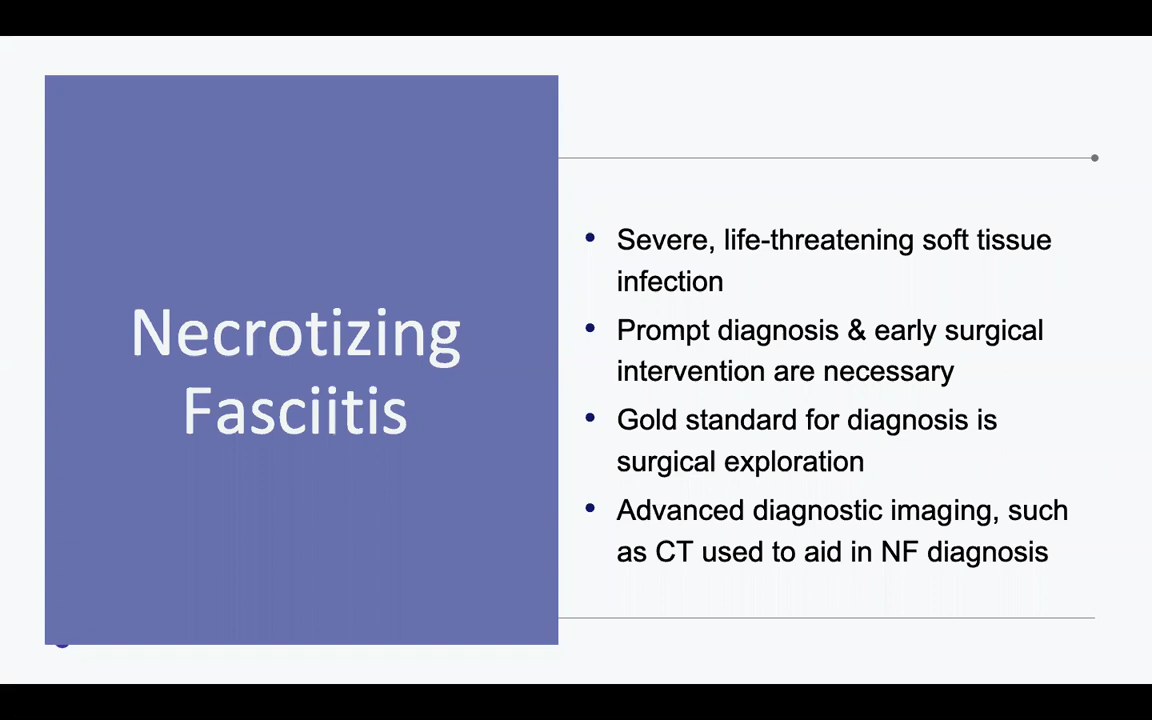 Necrotizing
Fasciitis
• Severe, life-threatening soft tissue
infection
• Prompt diagnosis & early surgical
intervention are necessary
• Gold standard for diagnosis is
surgical exploration
• Advanced diagnostic imaging, such
as CT used to aid in NF diagnosis